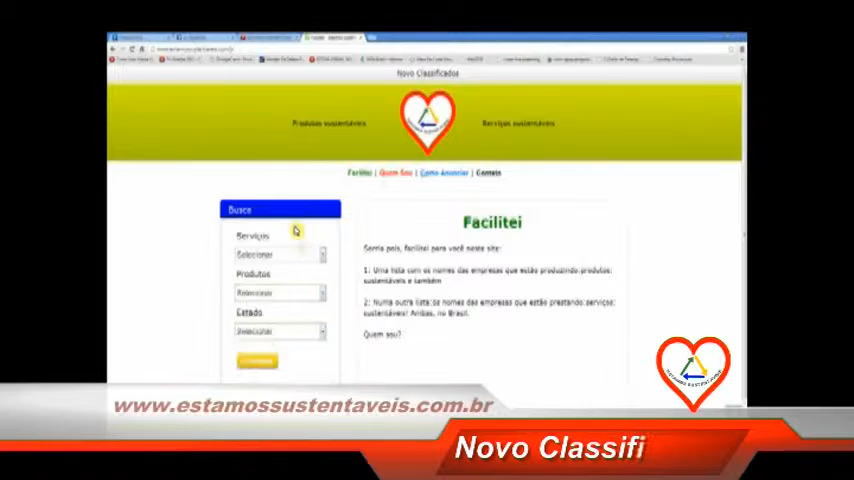 Novo Classificados
Produtos sustentáveis
Serviços sustentáveis
Facilitei | Quem Sou | Como Anunciar | Contato
Busca
Serviços
Selecionar
Produtos
Selecionar
Estado
Selecionar
Facilitei
Sorria pois, facilitei para você neste site:
1: Uma lista com os nomes das empresas que estão produzindo produtos
sustentáveis e também
2: Numa outra lista os nomes das empresas que estão prestando serviços
sustentáveis! Ambas, no Brasil.
Quem sou?
www.estamossustentaveis.com.br
Novo Classifi